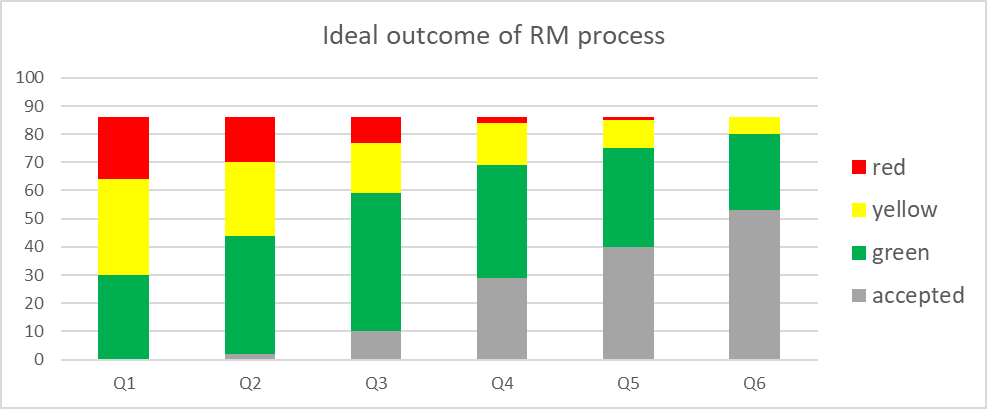 Ideal outcome of RM process
100
90
80
70
60
50
40
30
20
10
0
Q1 Q2 Q3 Q4 Q5 Q6
red
yellow
green
accepted